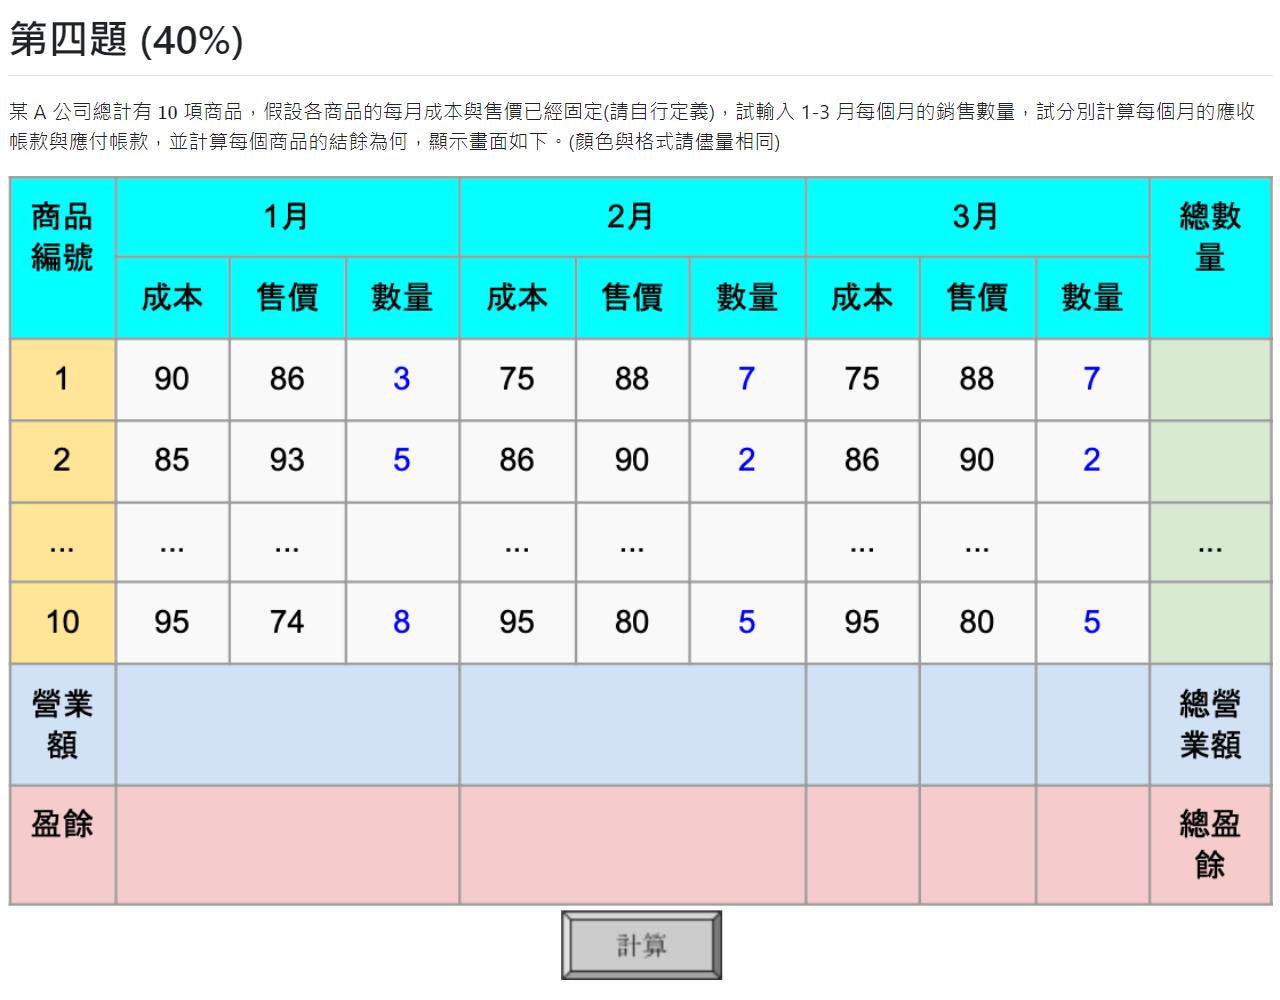 第四題 (40%)
某 A 公司總計有 10 項商品，假設各商品的每月成本與售價已經固定(請自行定義)，試輸入 1-3 月每個月的銷售數量，試分別計算每個月的應收
帳款與應付帳款，並計算每個商品的結餘為何，顯示畫面如下。(顏色與格式請儘量相同)
商品 1月 2月 3月 總數
編號 量
成本 售價 數量 成本 售價 數量 成本 售價 數量
1 90 86 3 75 88 7 75 88 7
2 85 93 5 86 90 2 86 90 2
... ... ... ... ... ... ... ...
10 95 74 8 95 80 5 95 80 5
營業 總營
額 業額
盈餘 總盈
餘
計算